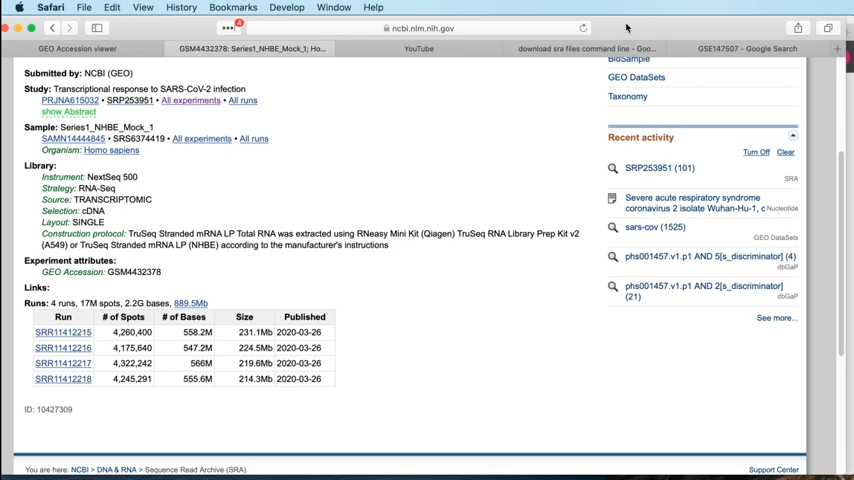 Safari File Edit View History Bookmarks Develop Window Help
4
ncbi.nlm.nih.gov
GEO Accession viewer
GSM4432378: Series1_NHBE_Mock_1; Ho...
YouTube
download sra files command line - Goo...
GSE147507 - Google Search
Submitted by: NCBI (GEO)
Study: Transcriptional response to SARS-CoV-2 infection
PRJNA615032 • SRP253951 • All experiments • All runs
show Abstract
Sample: Series1_NHBE_Mock_1
SAMN14444845 • SRS6374419 • All experiments • All runs
Organism: Homo sapiens
Library:
Instrument: NextSeq 500
Strategy: RNA-Seq
Source: TRANSCRIPTOMIC
Selection: cDNA
Layout: SINGLE
Construction protocol: TruSeq Stranded mRNA LP Total RNA was extracted using RNeasy Mini Kit (Qiagen) TruSeq RNA Library Prep Kit v2
(A549) or TruSeq Stranded mRNA LP (NHBE) according to the manufacturer's instructions
Experiment attributes:
GEO Accession: GSM4432378
Links:
Runs: 4 runs, 17M spots, 2.2G bases, 889.5Mb
Run # of Spots # of Bases Size Published
SRR11412215 4,260,400 558.2M 231.1Mb 2020-03-26
SRR11412216 4,175,640 547.2M 224.5Mb 2020-03-26
SRR11412217 4,322,242 566M 219.6Mb 2020-03-26
SRR11412218 4,245,291 555.6M 214.3Mb 2020-03-26
ID: 10427309
BioSample
GEO DataSets
Taxonomy
Recent activity
Turn Off Clear
SRP253951 (101)
SRA
Severe acute respiratory syndrome
coronavirus 2 isolate Wuhan-Hu-1, c Nucleotide
sars-cov (1525)
GEO DataSets
phs001457.v1.p1 AND 5[s_discriminator] (4)
dbGaP
phs001457.v1.p1 AND 2[s_discriminator]
(21)
dbGaP
See more...
You are here: NCBI > DNA & RNA > Sequence Read Archive (SRA)
Support Center